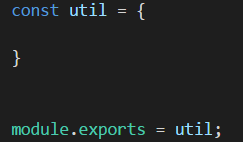 const util = {
}
module.exports = util;